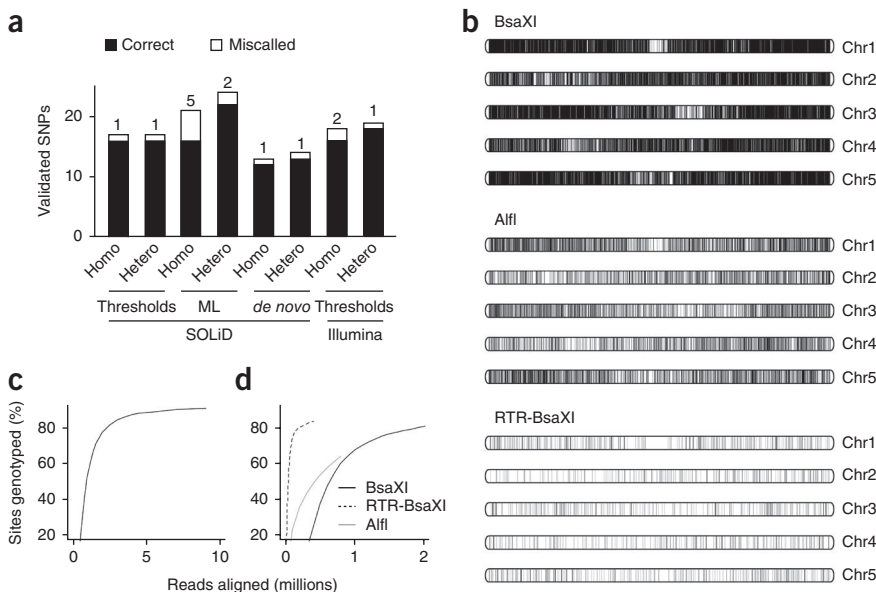 a
Correct
Miscalled
Validated SNPs
20
10
0
1
1
5
2
1
1
2
1
Homo
Hetero
Homo
Hetero
Homo
Hetero
Homo
Hetero
Thresholds
ML
de novo
Thresholds
SOLiD
Illumina
b
BsaXI
Chr1
Chr2
Chr3
Chr4
Chr5
AlfI
Chr1
Chr2
Chr3
Chr4
Chr5
RTR-BsaXI
Chr1
Chr2
Chr3
Chr4
Chr5
c
Sites genotyped (%)
80
60
40
20
0
5
10
d
80
60
40
20
BsaXI
RTR-BsaXI
AlfI
0
1
2
Reads aligned (millions)